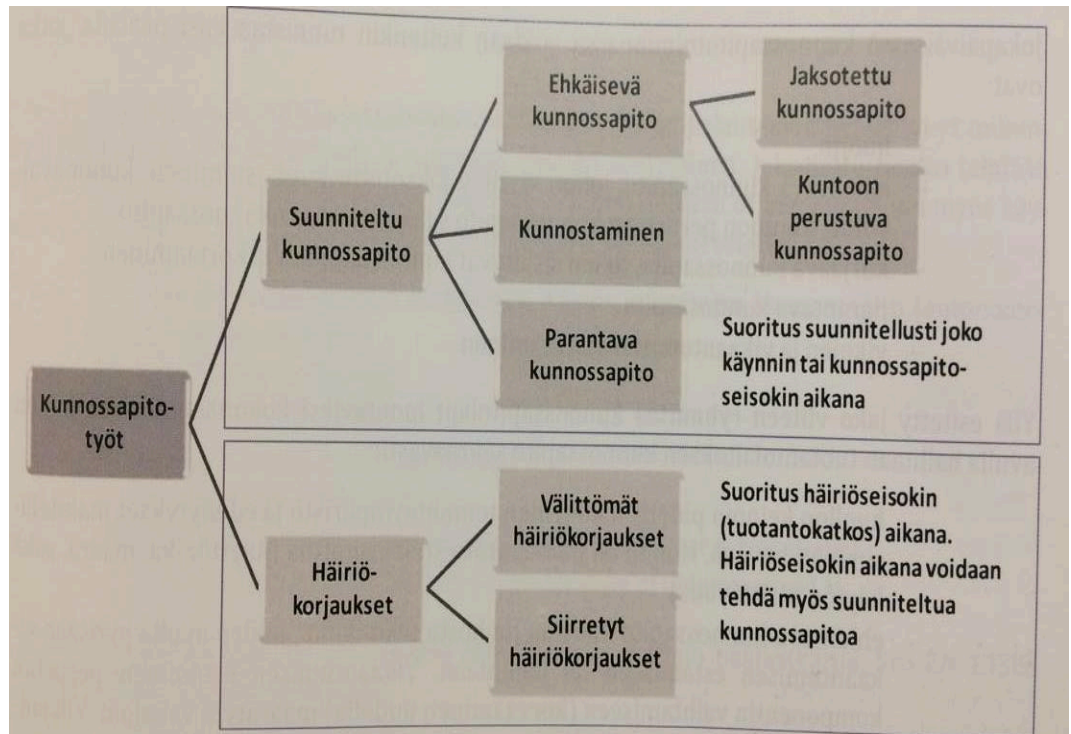 Kunnossapito-
työt
Suunniteltu
kunnossapito
Ehkäisevä
kunnossapito
Jaksotettu
kunnossapito
Kuntoon
perustuva
kunnossapito
Kunnostaminen
Parantava
kunnossapito
Suoritus suunnitellusti joko
käynnin tai kunnossapito-
seisokin aikana
Häiriö-
korjaukset
Välittömät
häiriökorjaukset
Siirretyt
häiriökorjaukset
Suoritus häiriöseisokin
(tuotantokatkos) aikana.
Häiriöseisokin aikana voidaan
tehdä myös suunniteltua
kunnossapitoa